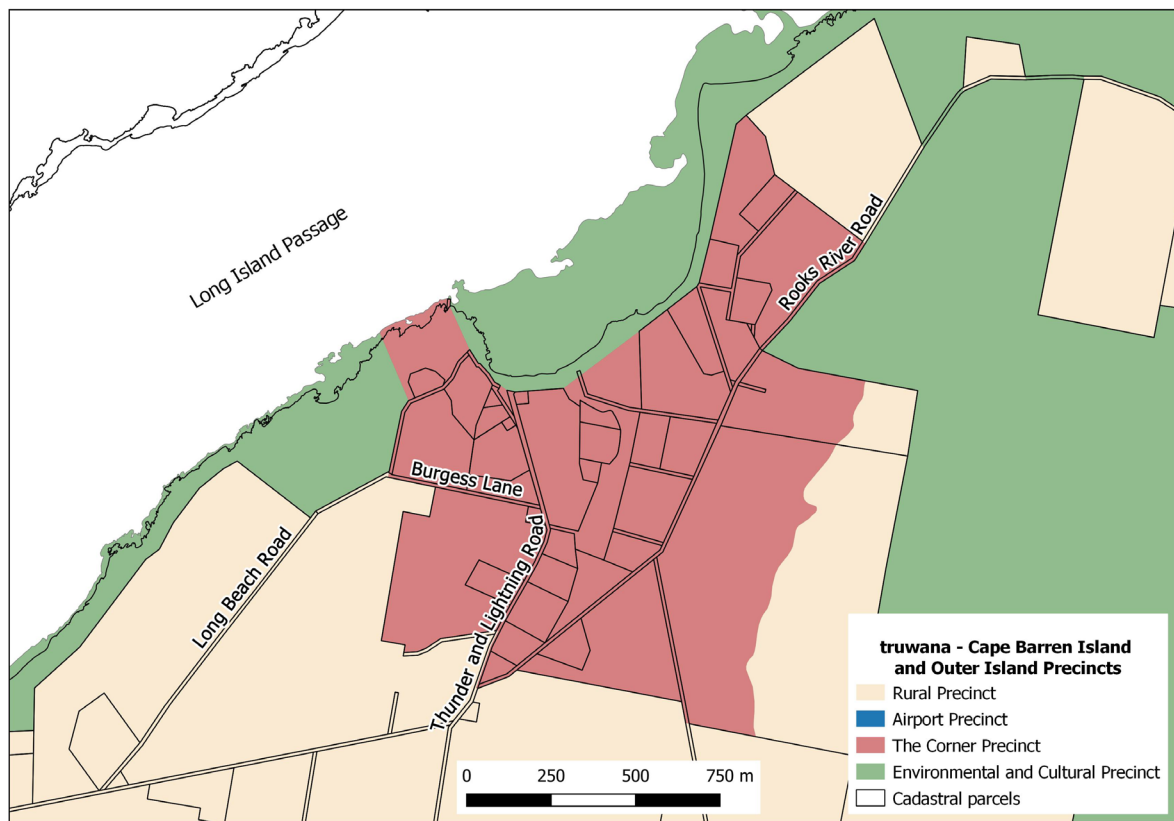 Long Island Passage
Rooks River Road
Burgess Lane
Long Beach Road
Thunder and Lightning Road
0 250 500 750 m
truwana - Cape Barren Island
and Outer Island Precincts
Rural Precinct
Airport Precinct
The Corner Precinct
Environmental and Cultural Precinct
Cadastral parcels